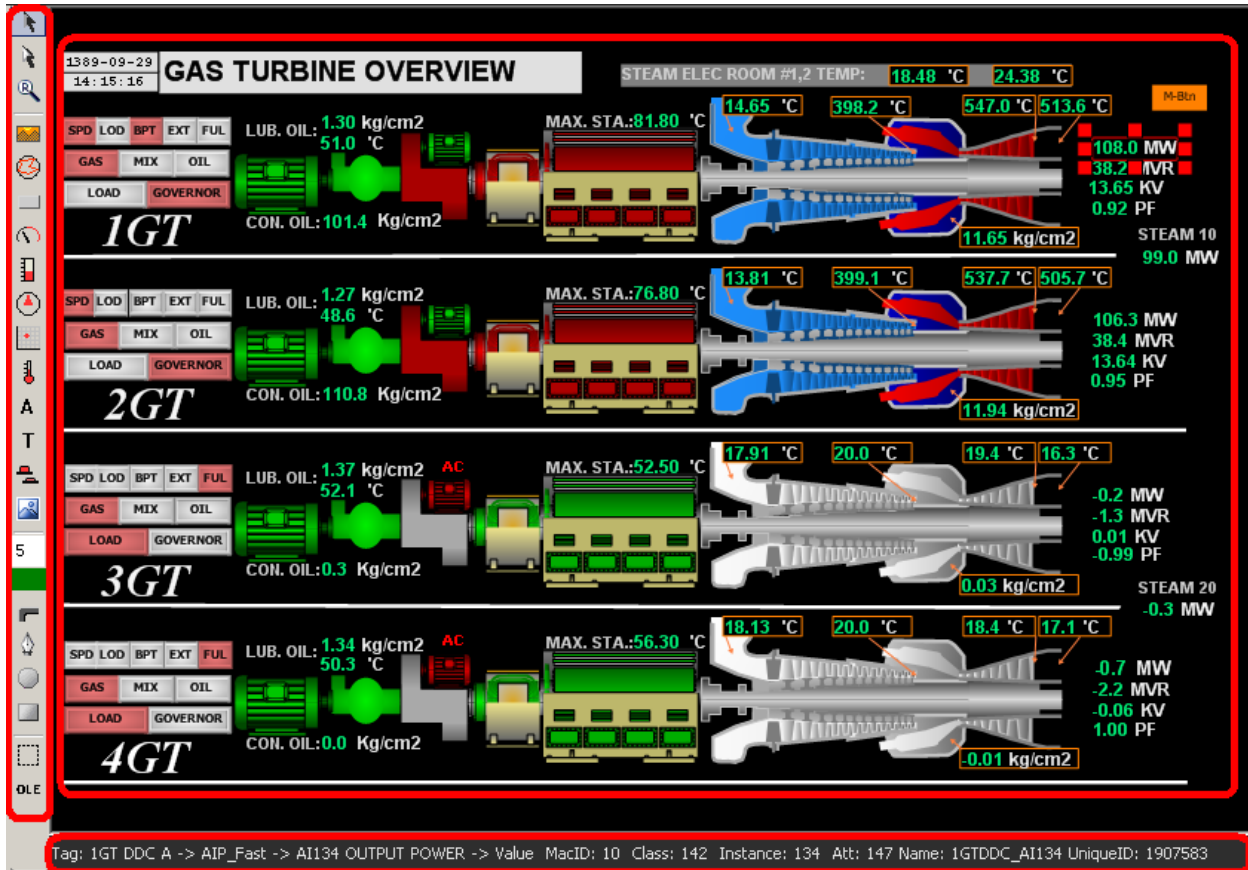 1389-09-29
14:15:16
GAS TURBINE OVERVIEW
STEAM ELEC ROOM #1,2 TEMP: 18.48 'C 24.38 'C
M-Btn
SPD LOD BPT EXT FUL
GAS MIX OIL
LOAD GOVERNOR
1GT
LUB. OIL: 1.30 kg/cm2
51.0 'C
CON. OIL: 101.4 Kg/cm2
MAX. STA.:81.80 'C
14.65 'C 398.2 'C 547.0 'C 513.6 'C
11.65 kg/cm2
108.0 MW
38.2 MVR
13.65 KV
0.92 PF
STEAM 10
99.0 MW
SPD LOD BPT EXT FUL
GAS MIX OIL
LOAD GOVERNOR
2GT
LUB. OIL: 1.27 kg/cm2
48.6 'C
CON. OIL:110.8 Kg/cm2
MAX. STA.:76.80 'C
13.81 'C 399.1 'C 537.7 'C 505.7 'C
11.94 kg/cm2
106.3 MW
38.4 MVR
13.64 KV
0.95 PF
SPD LOD BPT EXT FUL
GAS MIX OIL
LOAD GOVERNOR
3GT
LUB. OIL: 1.37 kg/cm2
52.1 'C
AC
CON. OIL:0.3 Kg/cm2
MAX. STA.:52.50 'C
17.91 'C 20.0 'C 19.4 'C 16.3 'C
0.03 kg/cm2
-0.2 MW
-1.3 MVR
0.01 KV
-0.99 PF
STEAM 20
-0.3 MW
SPD LOD BPT EXT FUL
GAS MIX OIL
LOAD GOVERNOR
4GT
LUB. OIL: 1.34 kg/cm2
50.3 'C
AC
CON. OIL:0.0 Kg/cm2
MAX. STA.:56.30 'C
18.13 'C 20.0 'C 18.4 'C 17.1 'C
-0.01 kg/cm2
-0.7 MW
-2.2 MVR
-0.06 KV
1.00 PF
R
A
T
5
OLE
Tag: 1GT DDC A -> AIP_Fast -> AI134 OUTPUT POWER -> Value MacID: 10 Class: 142 Instance: 134 Att: 147 Name: 1GTDDC_AI134 UniqueID: 1907583